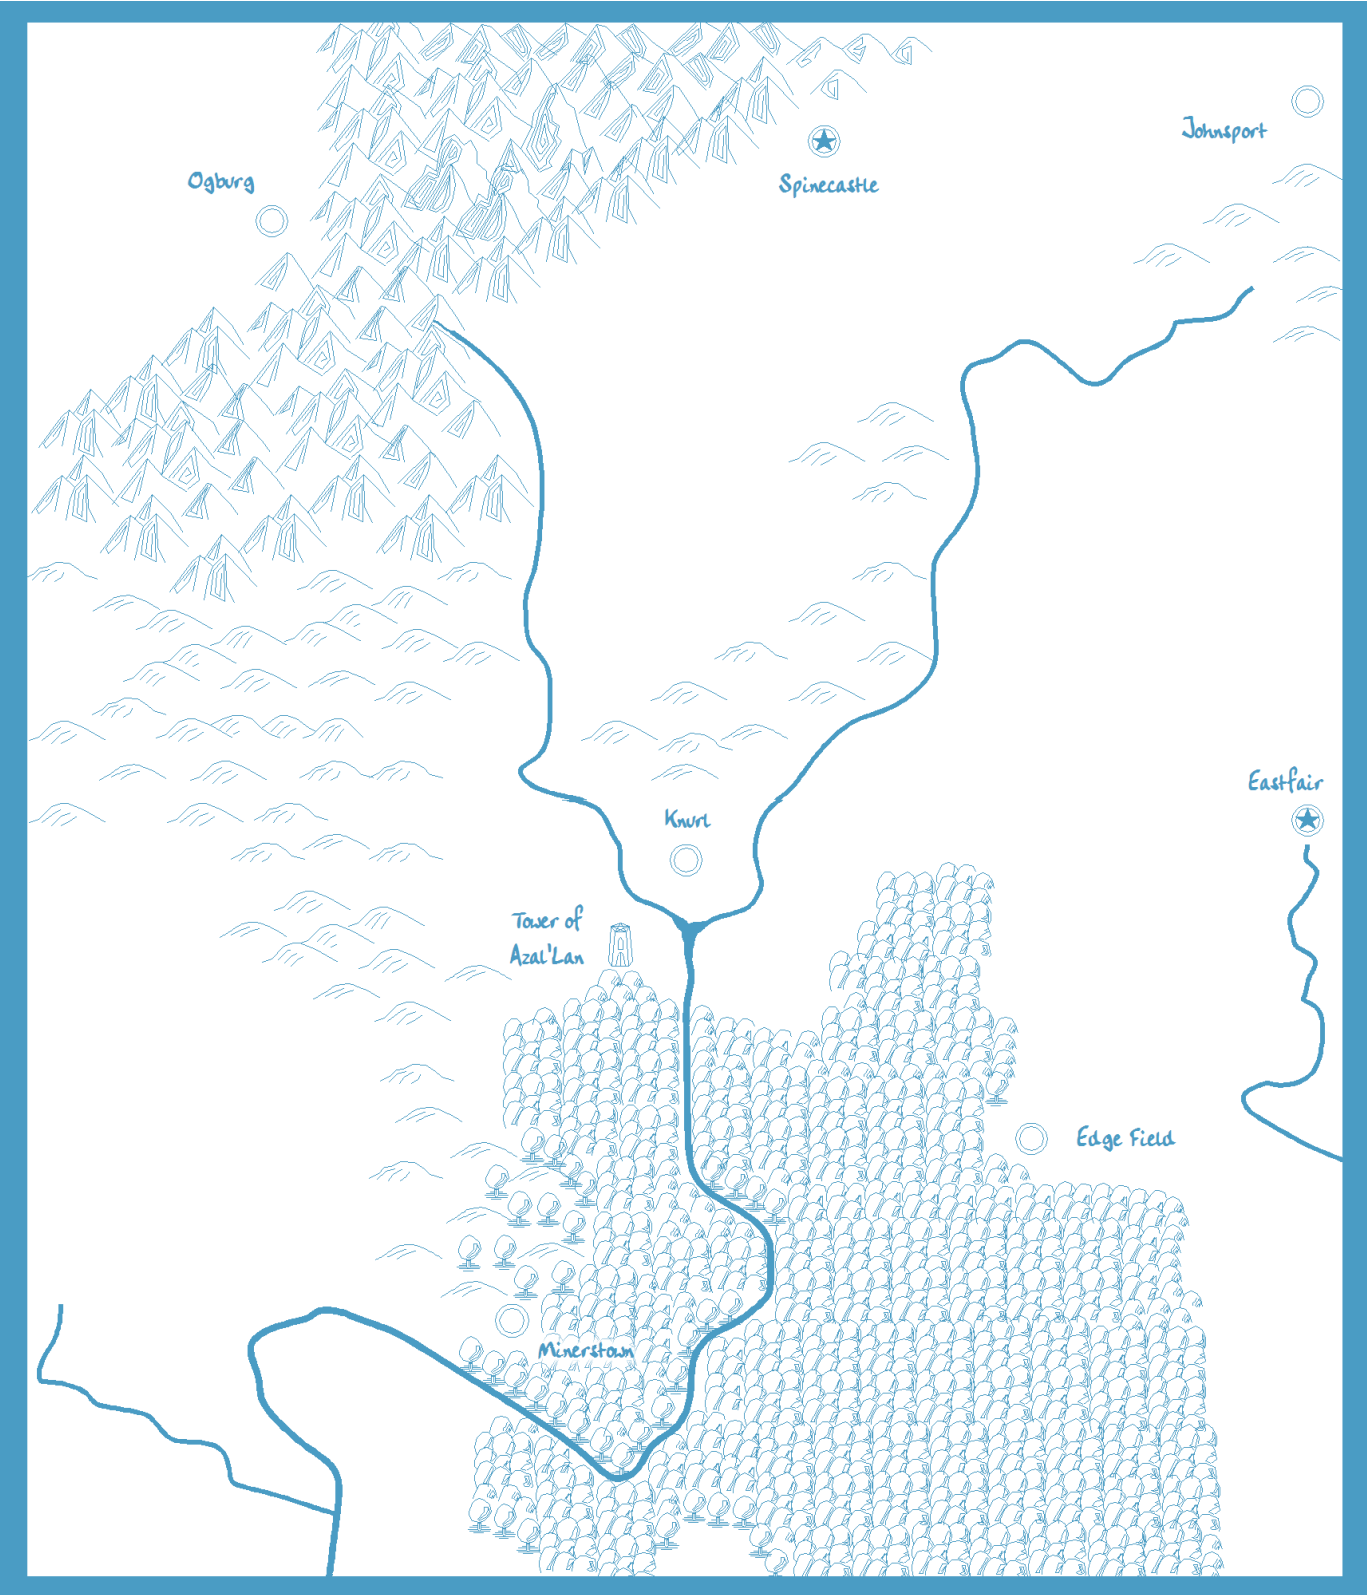 Johnsport
Ogburg
Spinecastle
Eastfair
Knurl
Tower of
Azal'Lan
Edge Field
Minerstown